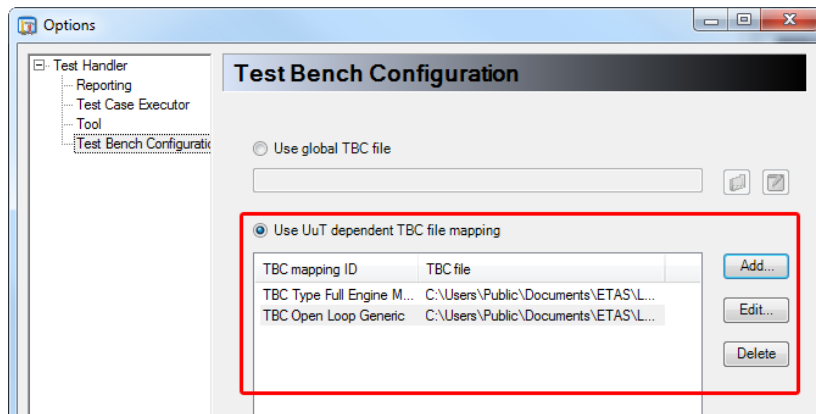 Options
Test Handler
Reporting
Test Case Executor
Tool
Test Bench Configuratio
Test Bench Configuration
Use global TBC file
Use UuT dependent TBC file mapping
TBC mapping ID TBC file
TBC Type Full Engine M... C:\Users\Public\Documents\ETAS\L...
TBC Open Loop Generic C:\Users\Public\Documents\ETAS\L...
Add...
Edit...
Delete